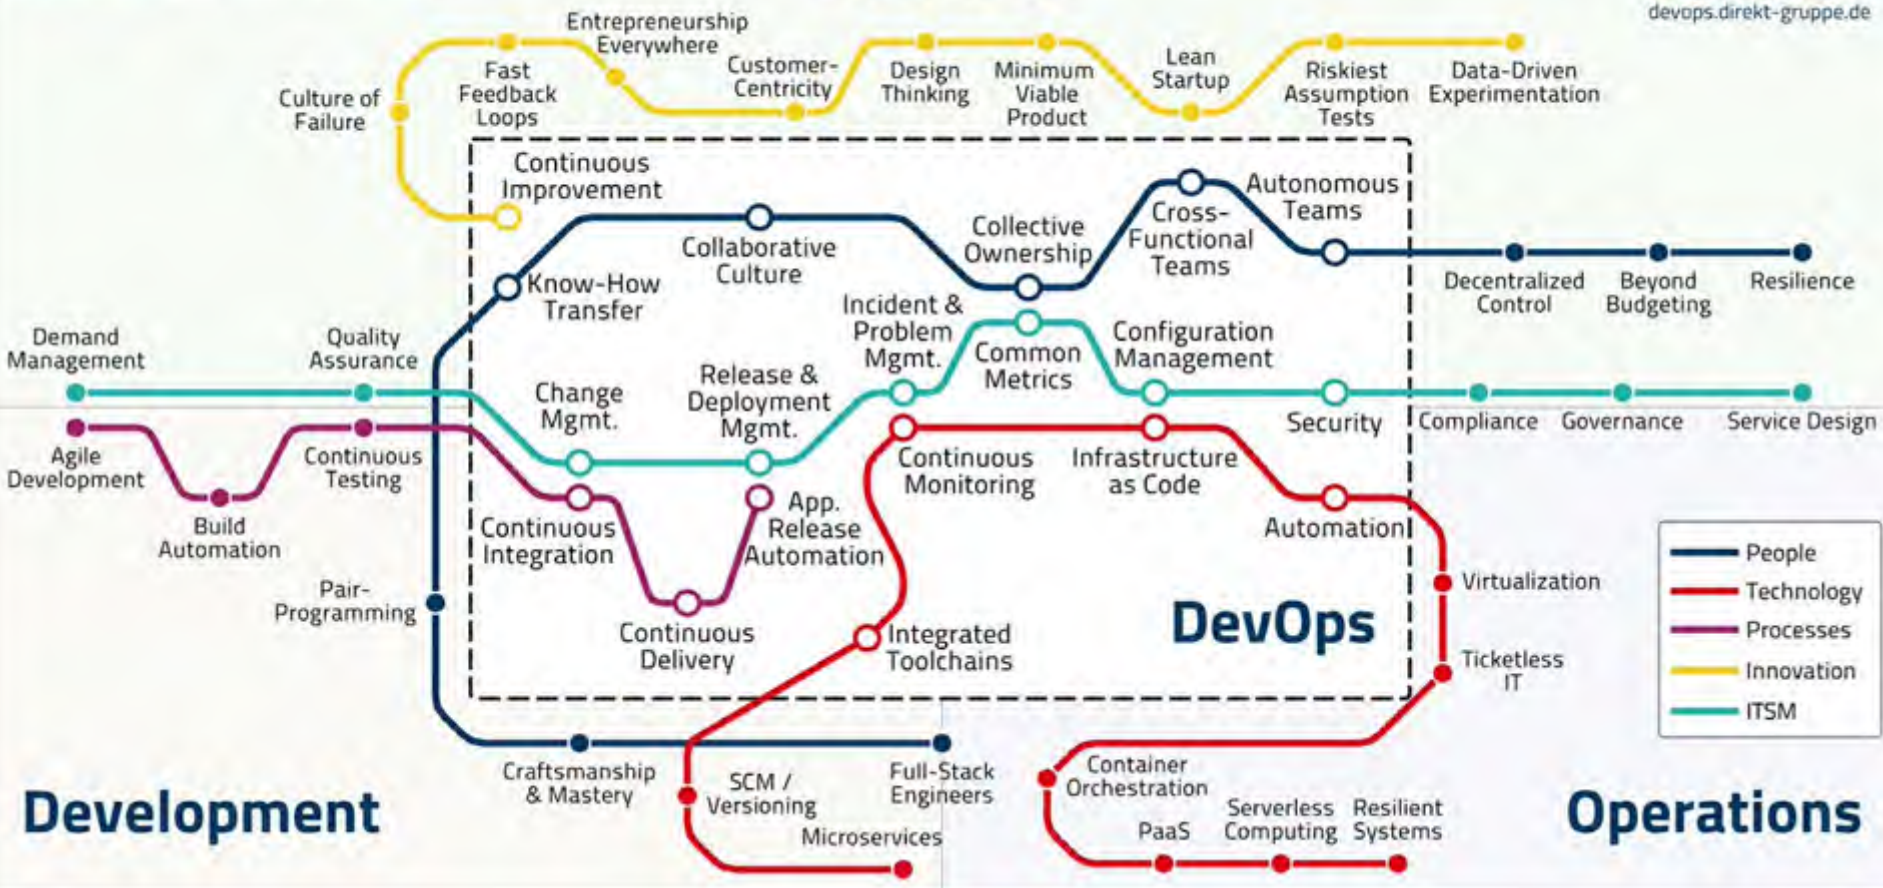 devops.direkt-gruppe.de
Entrepreneurship
Everywhere
Culture of
Failure
Fast
Feedback
Loops
Customer-
Centricity
Design
Thinking
Minimum
Viable
Product
Lean
Startup
Riskiest
Assumption
Tests
Data-Driven
Experimentation
Continuous
Improvement
Know-How
Transfer
Collaborative
Culture
Collective
Ownership
Cross-
Functional
Teams
Autonomous
Teams
Decentralized
Control
Beyond
Budgeting
Resilience
Demand
Management
Quality
Assurance
Change
Mgmt.
Release &
Deployment
Mgmt.
Incident &
Problem
Mgmt.
Common
Metrics
Configuration
Management
Security
Compliance
Governance
Service Design
Agile
Development
Build
Automation
Continuous
Testing
Continuous
Integration
Continuous
Delivery
App.
Release
Automation
Continuous
Monitoring
Infrastructure
as Code
Automation
Integrated
Toolchains
DevOps
Virtualization
Ticketless
IT
People
Technology
Processes
Innovation
ITSM
Pair-
Programming
Craftsmanship
& Mastery
SCM /
Versioning
Full-Stack
Engineers
Microservices
Container
Orchestration
PaaS
Serverless
Computing
Resilient
Systems
Development
Operations